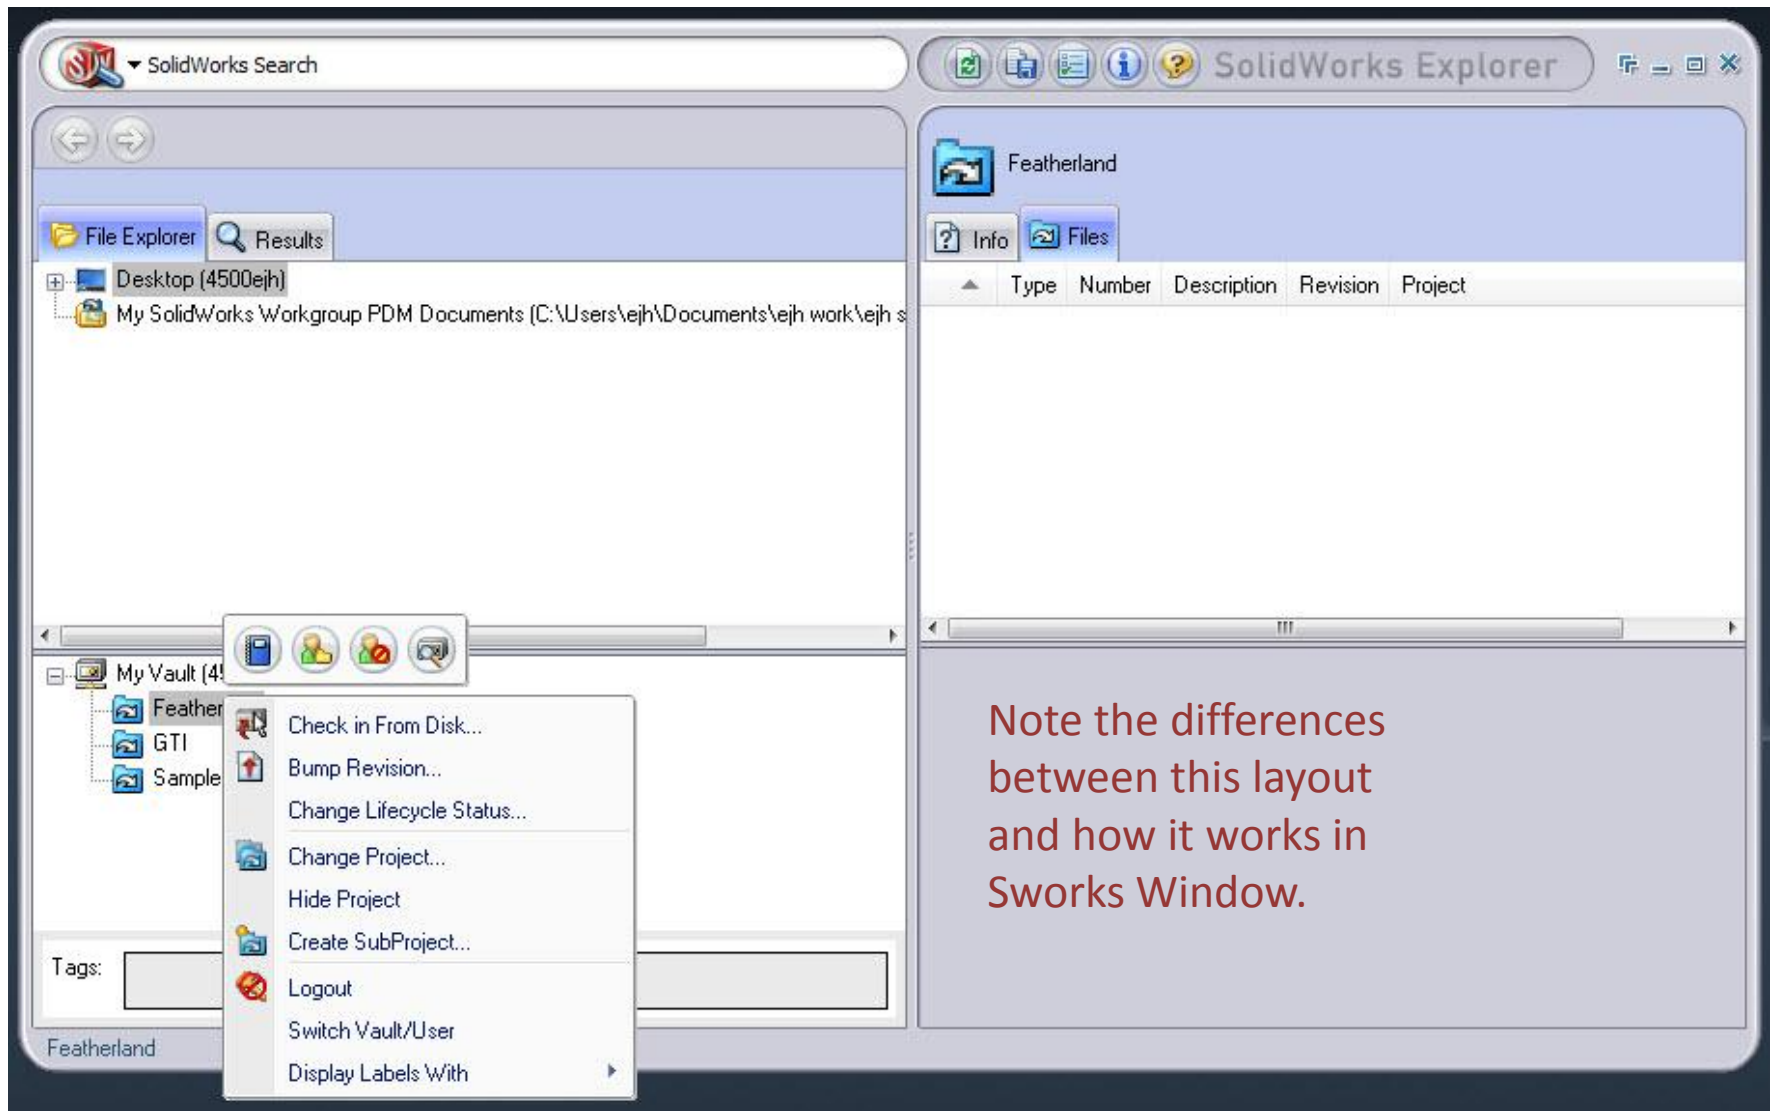 SolidWorks Search
SolidWorks Explorer
File Explorer
Results
Desktop (4500ejh)
My SolidWorks Workgroup PDM Documents (C:\Users\ejh\Documents\ejh work\ejh s
Featherland
Info
Files
Type Number Description Revision Project
My Vault (4
Feather
GTI
Sample
Check in From Disk...
Bump Revision...
Change Lifecycle Status...
Change Project...
Hide Project
Create SubProject...
Logout
Switch Vault/User
Display Labels With
Tags:
Featherland
Note the differences
between this layout
and how it works in
Sworks Window.